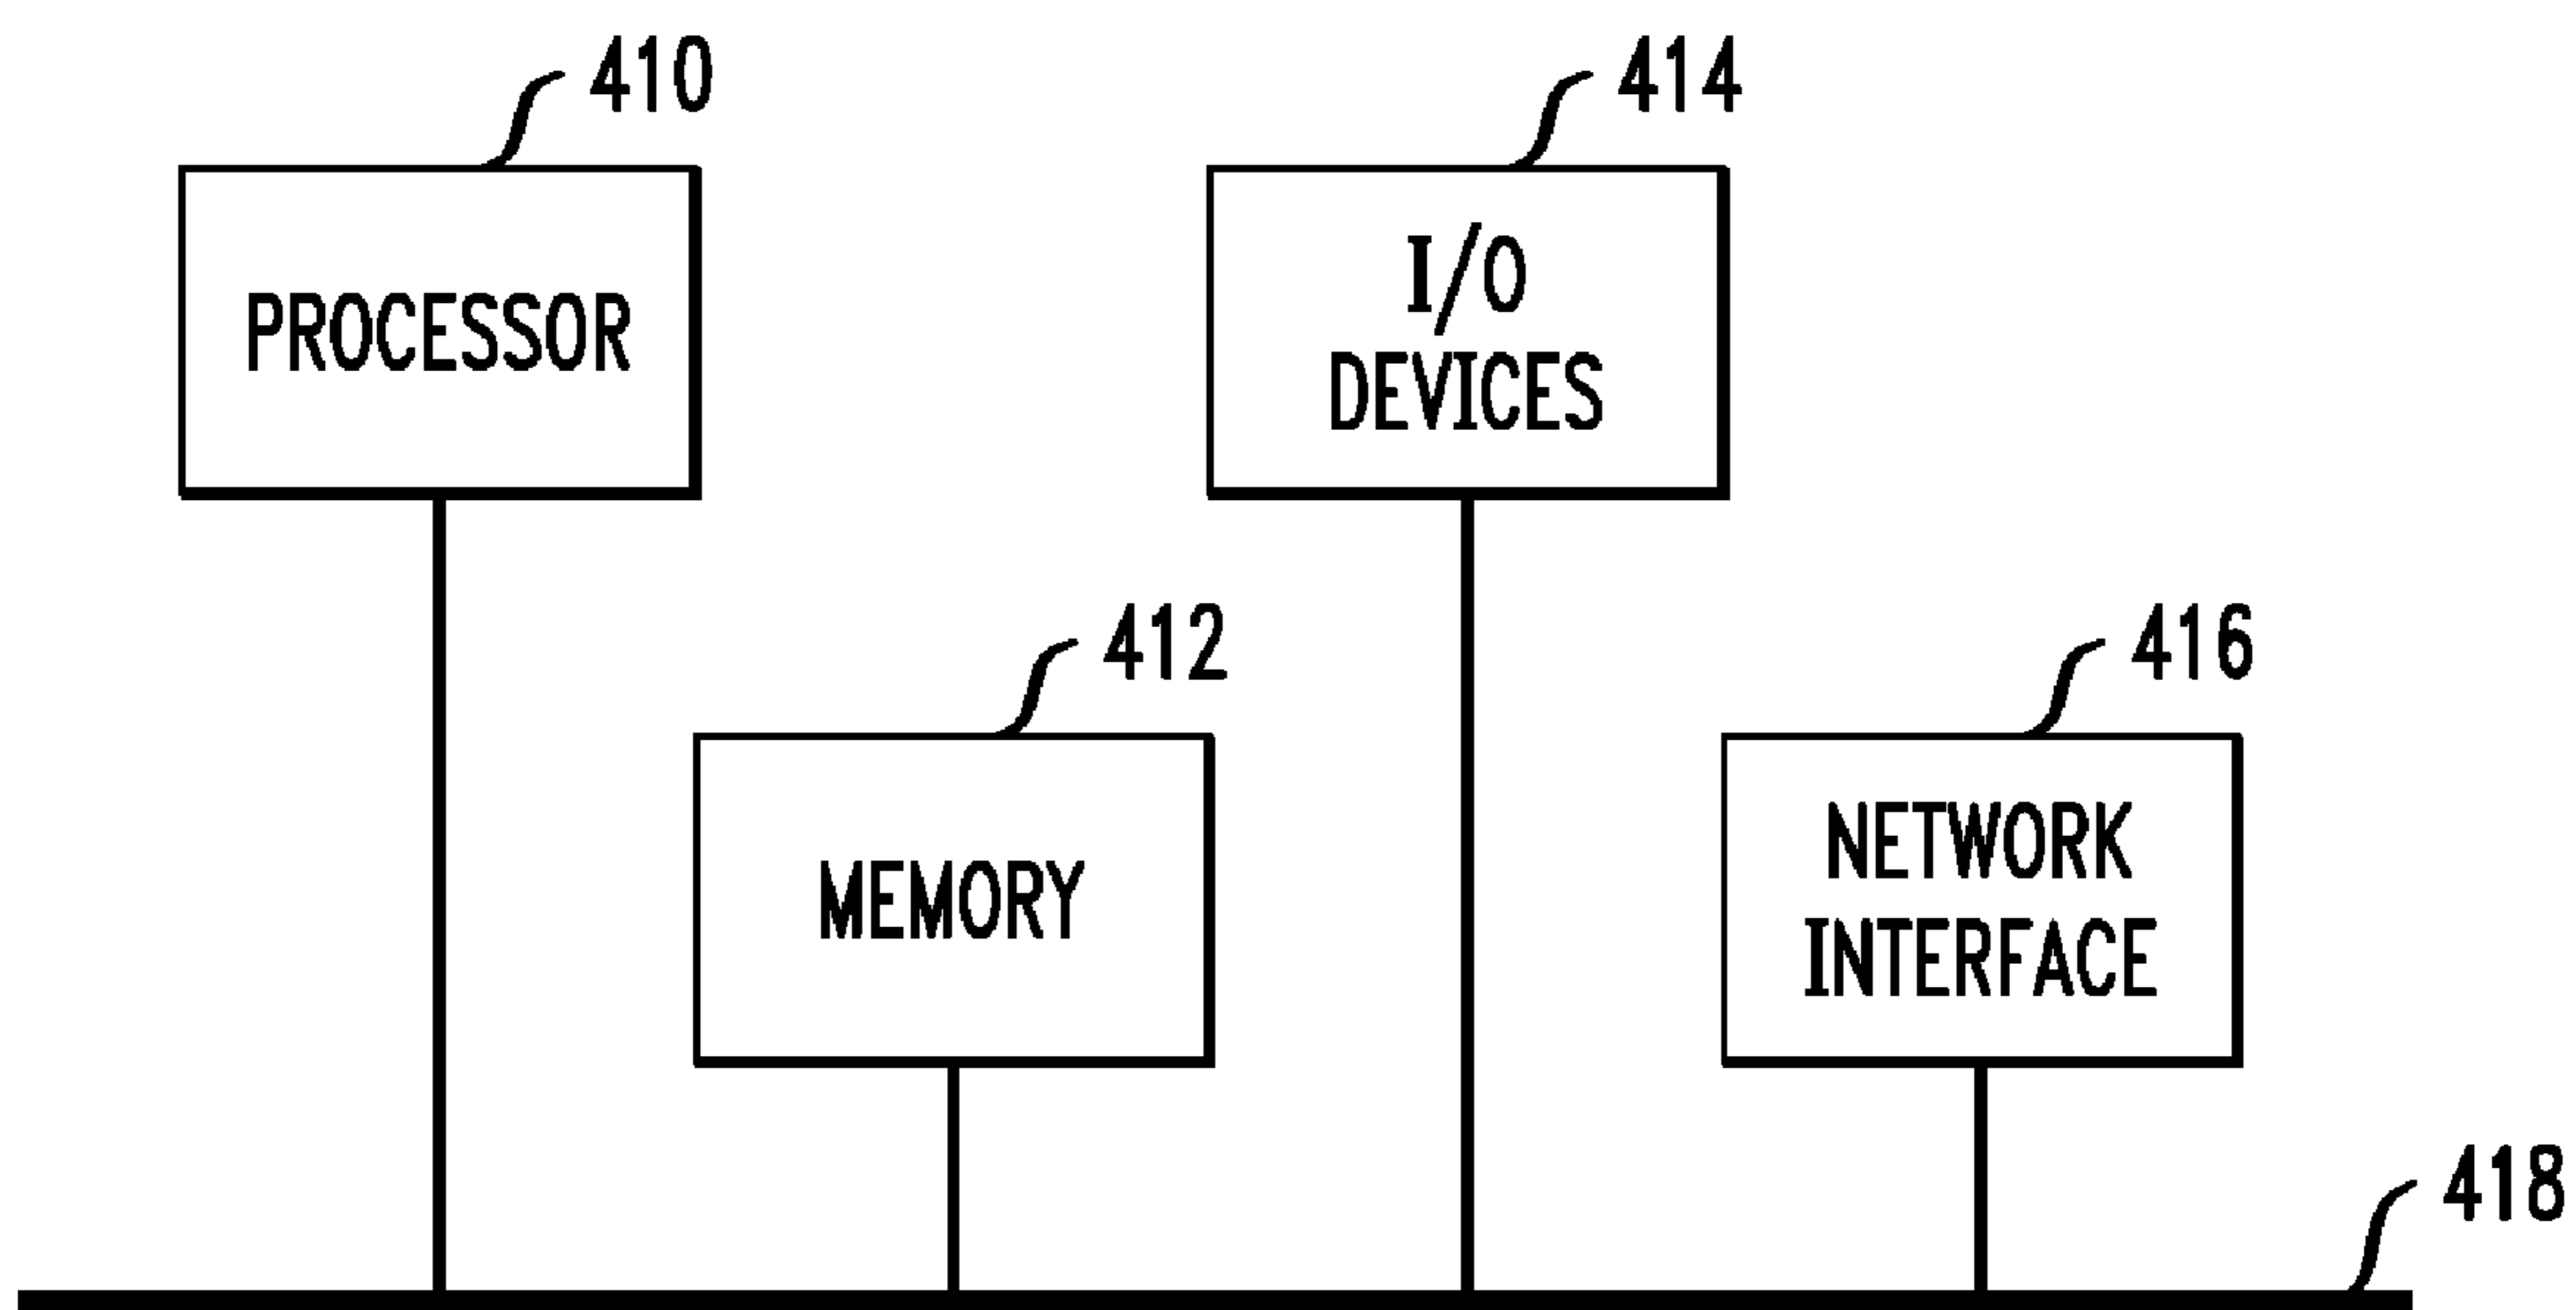 410
PROCESSOR
414
I/O
DEVICES
412
MEMORY
416
NETWORK
INTERFACE
418